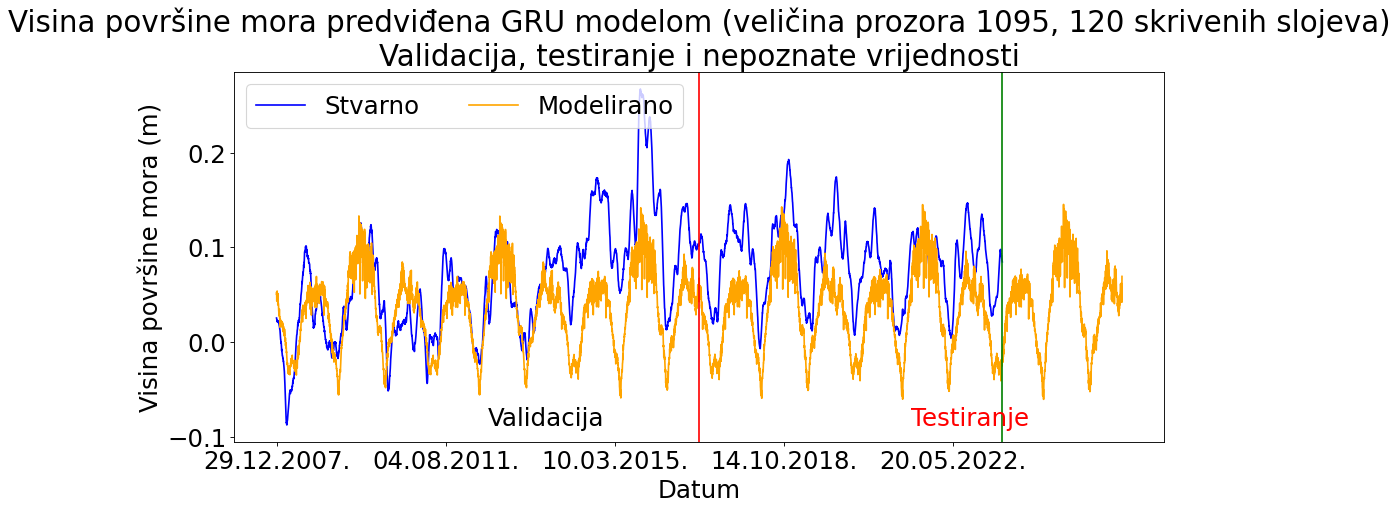 Visina površine mora predviđena GRU modelom (veličina prozora 1095, 120 skrivenih slojeva)
Validacija, testiranje i nepoznate vrijednosti
Stvarno Modelirano
Visina površine mora (m)
0.2
0.1
0.0
−0.1
Validacija Testiranje
29.12.2007. 04.08.2011. 10.03.2015. 14.10.2018. 20.05.2022.
Datum